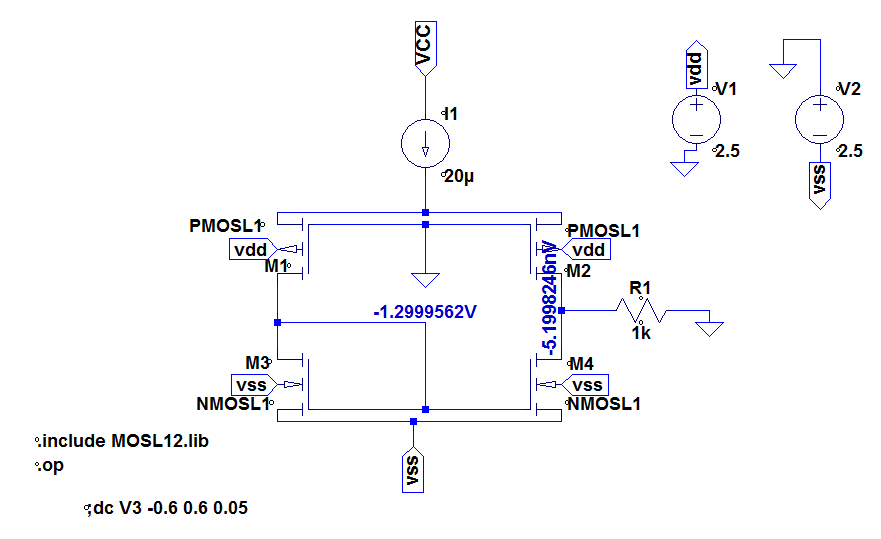 VCC
I1
20µ
vdd
V1
2.5
V2
2.5
vss
PMOSL1
vdd
M1
PMOSL1
vdd
M2
-1.2999562V
-5.1998246nV
R1
1k
M3
vss
NMOSL1
M4
vss
NMOSL1
vss
.include MOSL12.lib
.op
;dc V3 -0.6 0.6 0.05